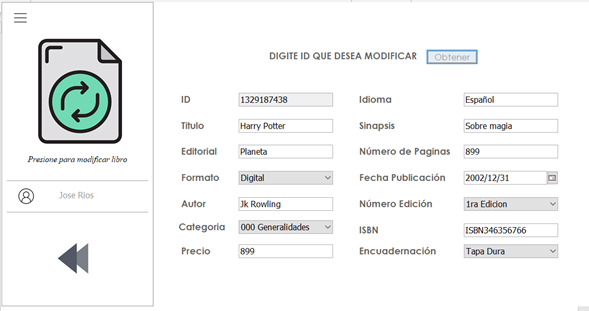 DIGITE ID QUE DESEA MODIFICAR Obtener
Presione para modificar libro
Jose Rios
ID 1329187438 Idioma Español
Titulo Harry Potter Sinapsis Sobre magia
Editorial Planeta Número de Paginas 899
Formato Digital Fecha Publicación 2002/12/31
Autor Jk Rowling Número Edición 1ra Edicion
Categoria 000 Generalidades ISBN ISBN346356766
Precio 899 Encuadernación Tapa Dura